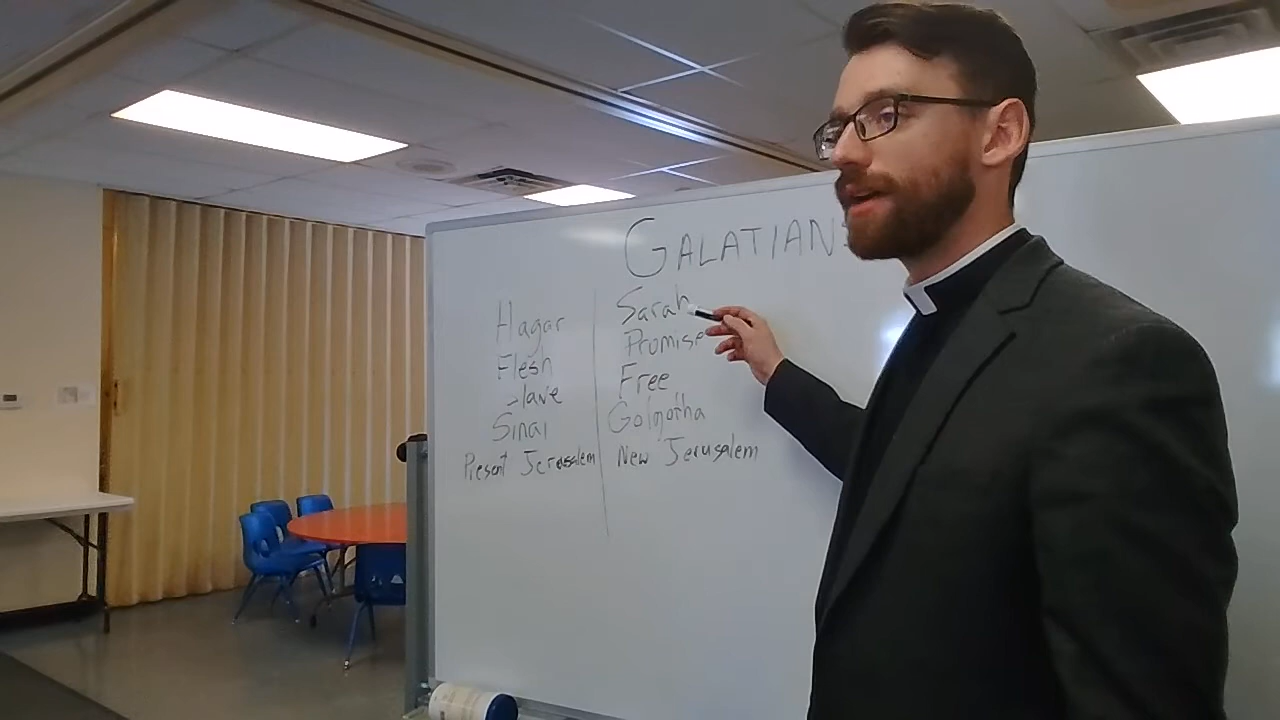 GALATIANS
Hagar Sarah
Flesh Promise
Slave Free
Sinai Golgotha
Present Jerusalem New Jerusalem